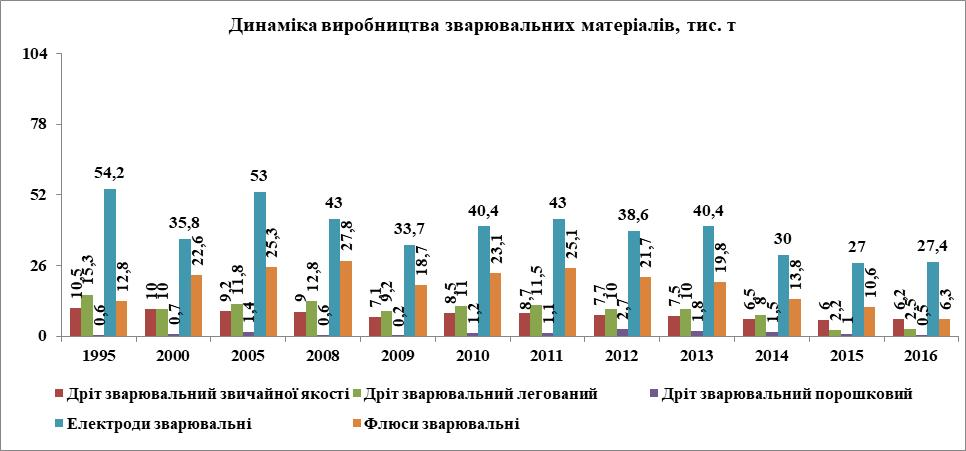 Динаміка виробництва зварювальних матеріалів, тис. т
104
78
52
26
0
10,5 15,3 0,6 54,2 12,8
10 10 0,7 35,8 22,6
9,2 11,8 1,4 53 25,3
9 12,8 0,6 43 27,8
7,1 9,2 0,2 33,7 18,7
8,5 11 1,2 40,4 23,1
8,7 11,5 1,1 43 25,1
7,7 10 2,7 38,6 21,7
7,5 10 1,8 40,4 19,8
6,5 8 1,5 30 13,8
6 2,2 1 27 10,6
6,2 2,5 0,5 27,4 6,3
1995 2000 2005 2008 2009 2010 2011 2012 2013 2014 2015 2016
Дріт зварювальний звичайної якості Дріт зварювальний легований Дріт зварювальний порошковий
Електроди зварювальні Флюси зварювальні